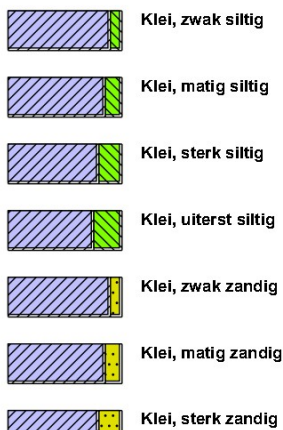 Klei, zwak siltig
Klei, matig siltig
Klei, sterk siltig
Klei, uiterst siltig
Klei, zwak zandig
Klei, matig zandig
Klei, sterk zandig